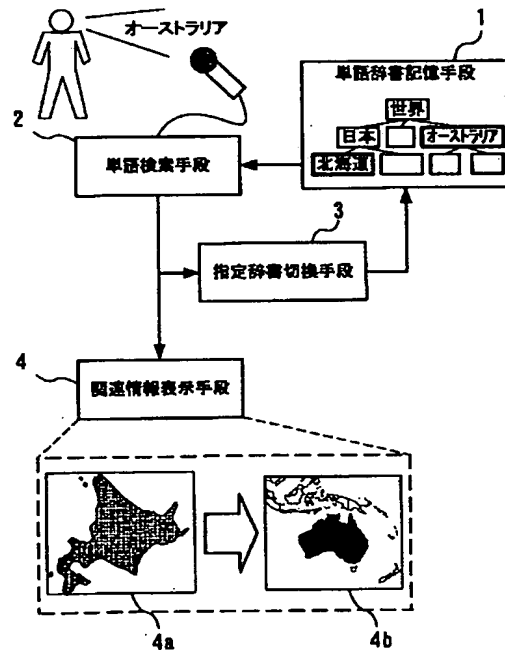 オーストラリア
1
単語辞書記憶手段
世界
日本
オーストラリア
北海道
2
単語検索手段
3
指定辞書切換手段
4
関連情報表示手段
4a
4b